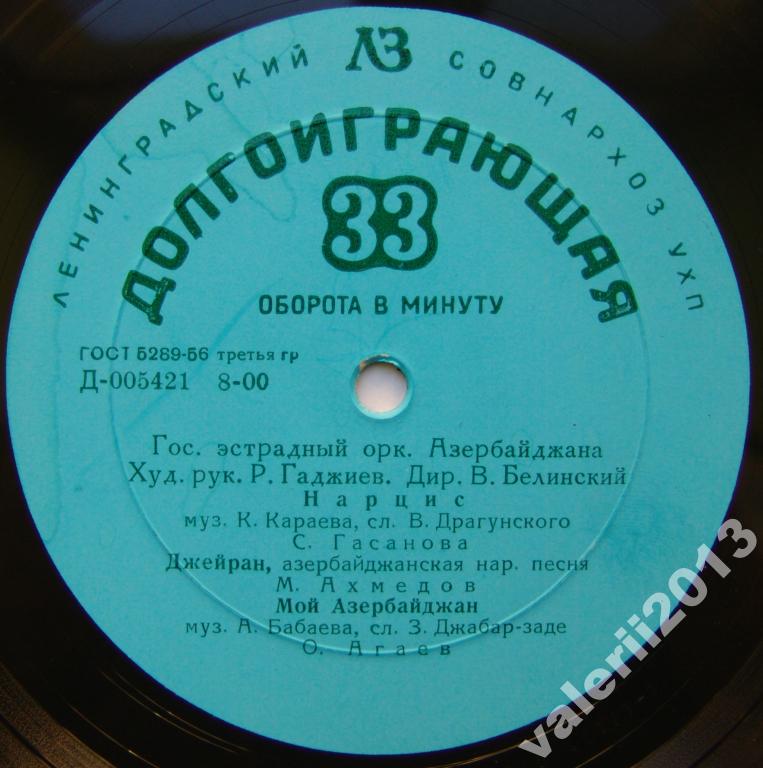 ЛЕНИНГРАДСКИЙ ЛЗ СОВНАРХОЗ УХП
ДОЛГОИГРАЮЩАЯ
33
ОБОРОТА В МИНУТУ
ГОСТ 5289-56 третья гр
Д-005421 8-00
Гос. эстрадный орк. Азербайджана
Худ. рук. Р. Гаджиев. Дир. В. Белинский
Нарцис
муз. К. Караева, сл. В. Драгунского
С. Гасанова
Джейран, азербайджанская нар. песня
М. Ахмедов
Мой Азербайджан
муз. А. Бабаева, сл. З. Джабар-заде
О. Агаев
valerii2013